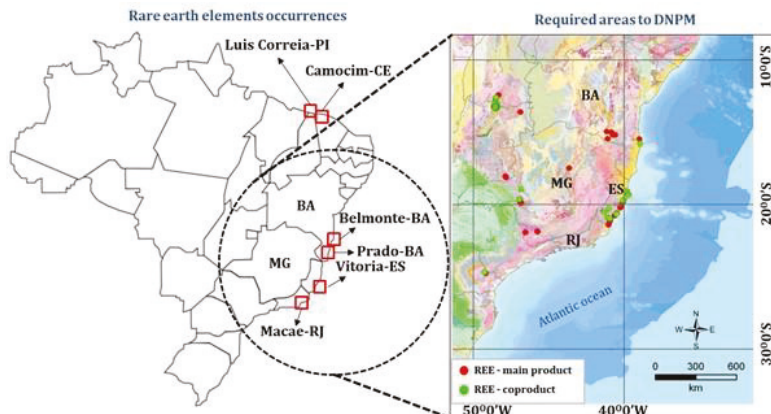 Rare earth elements occurrences
Luis Correia-PI
Camocim-CE
BA
Belmonte-BA
MG
Prado-BA
Vitoria-ES
Macae-RJ
Required areas to DNPM
10°0'S
BA
MG
ES
20°0'S
RJ
Atlantic ocean
N
W E
S
30°0'S
REE - main product
REE - coproduct
0 300 600
km
50°0'W 40°0'W